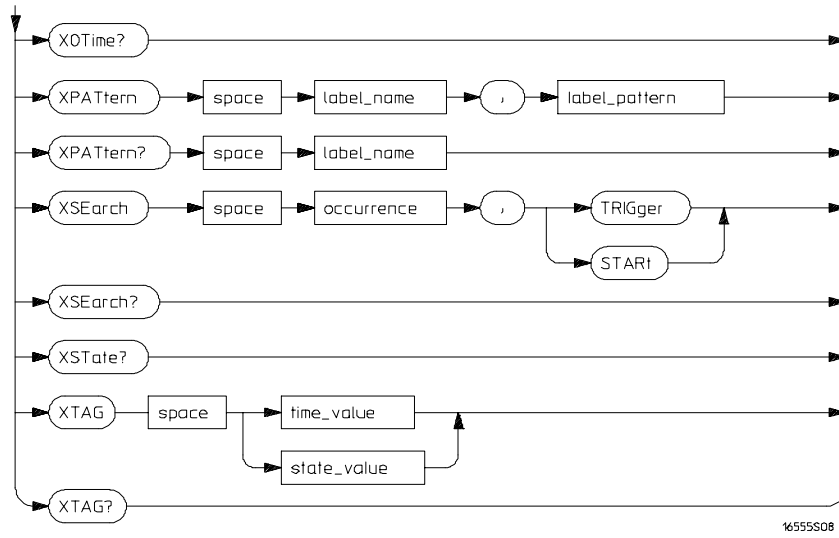 XOTime?
XPATtern space label_name , label_pattern
XPATtern? space label_name
XSEarch space occurrence , TRIGger
STARt
XSEarch?
XSTate?
XTAG space time_value
state_value
XTAG?
16555S08